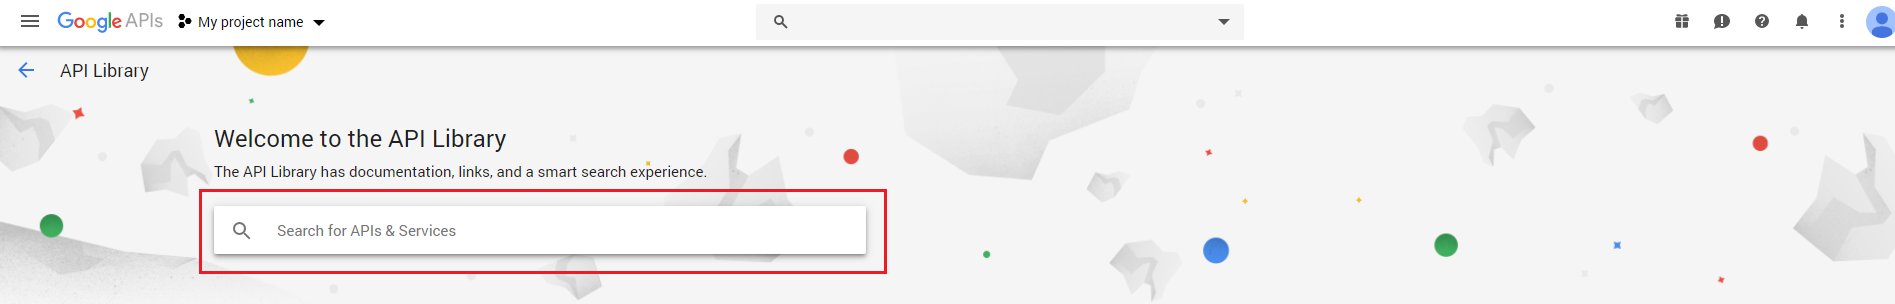 Google APIs My project name
API Library
Welcome to the API Library
The API Library has documentation, links, and a smart search experience.
Search for APIs & Services